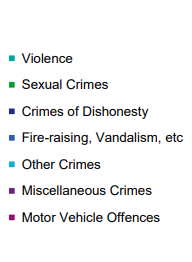 Violence
Sexual Crimes
Crimes of Dishonesty
Fire-raising, Vandalism, etc
Other Crimes
Miscellaneous Crimes
Motor Vehicle Offences